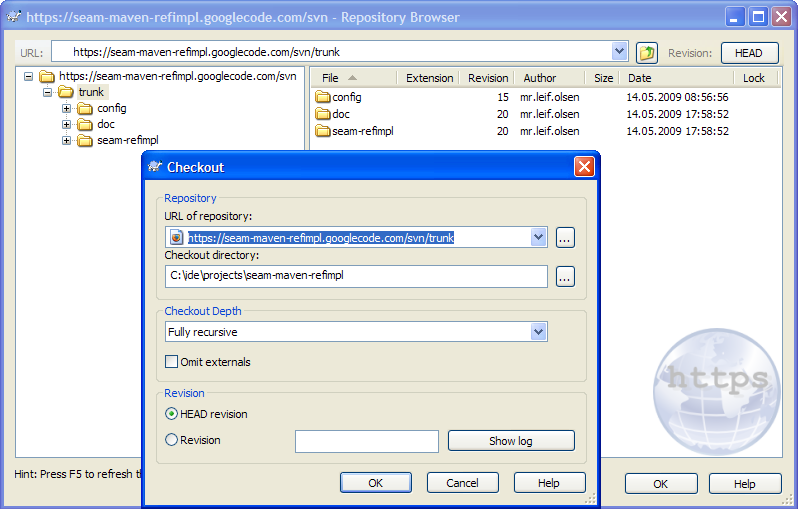 https://seam-maven-refimpl.googlecode.com/svn - Repository Browser
URL: https://seam-maven-refimpl.googlecode.com/svn/trunk Revision: HEAD
https://seam-maven-refimpl.googlecode.com/svn
trunk
config
doc
seam-refimpl
File Extension Revision Author Size Date Lock
config 15 mr.leif.olsen 14.05.2009 08:56:56
doc 20 mr.leif.olsen 14.05.2009 17:58:52
seam-refimpl 20 mr.leif.olsen 14.05.2009 17:58:52
Checkout
Repository
URL of repository:
https://seam-maven-refimpl.googlecode.com/svn/trunk
...
Checkout directory:
C:\ide\projects\seam-maven-refimpl
...
Checkout Depth
Fully recursive
Omit externals
Revision
HEAD revision
Revision
Show log
OK Cancel Help
https
Hint: Press F5 to refresh th
OK Help